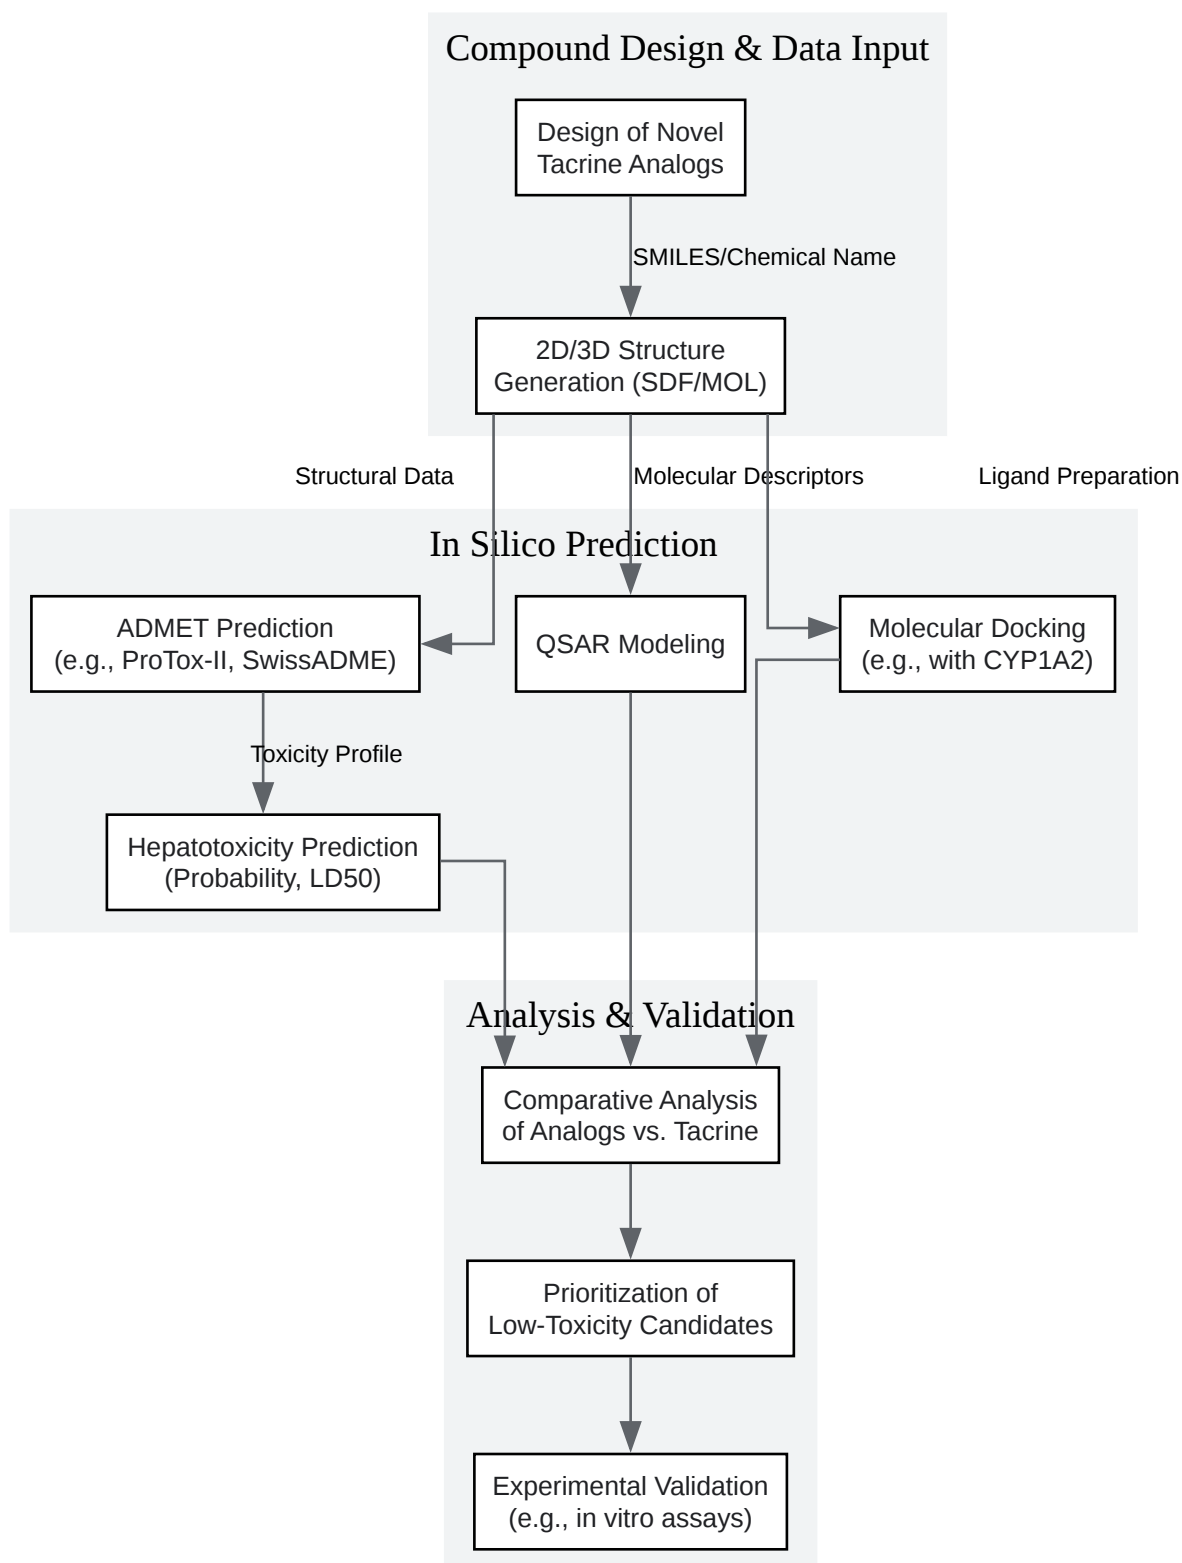 Compound Design & Data Input
Design of Novel
Tacrine Analogs
SMILES/Chemical Name
2D/3D Structure
Generation (SDF/MOL)
Structural Data
Molecular Descriptors
Ligand Preparation
In Silico Prediction
ADMET Prediction
(e.g., ProTox-II, SwissADME)
QSAR Modeling
Molecular Docking
(e.g., with CYP1A2)
Toxicity Profile
Hepatotoxicity Prediction
(Probability, LD50)
Analysis & Validation
Comparative Analysis
of Analogs vs. Tacrine
Prioritization of
Low-Toxicity Candidates
Experimental Validation
(e.g., in vitro assays)